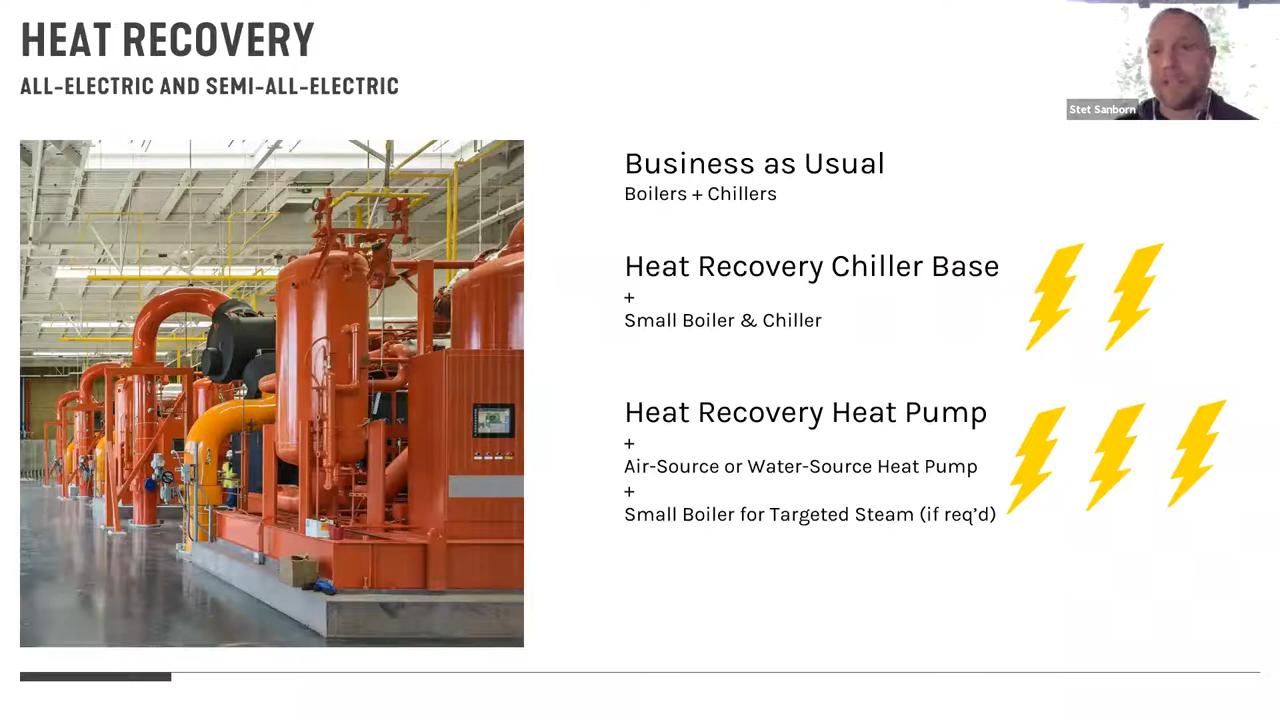 HEAT RECOVERY
ALL-ELECTRIC AND SEMI-ALL-ELECTRIC
Stet Sanborn
Business as Usual
Boilers + Chillers
Heat Recovery Chiller Base
+
Small Boiler & Chiller
Heat Recovery Heat Pump
+
Air-Source or Water-Source Heat Pump
+
Small Boiler for Targeted Steam (if req’d)